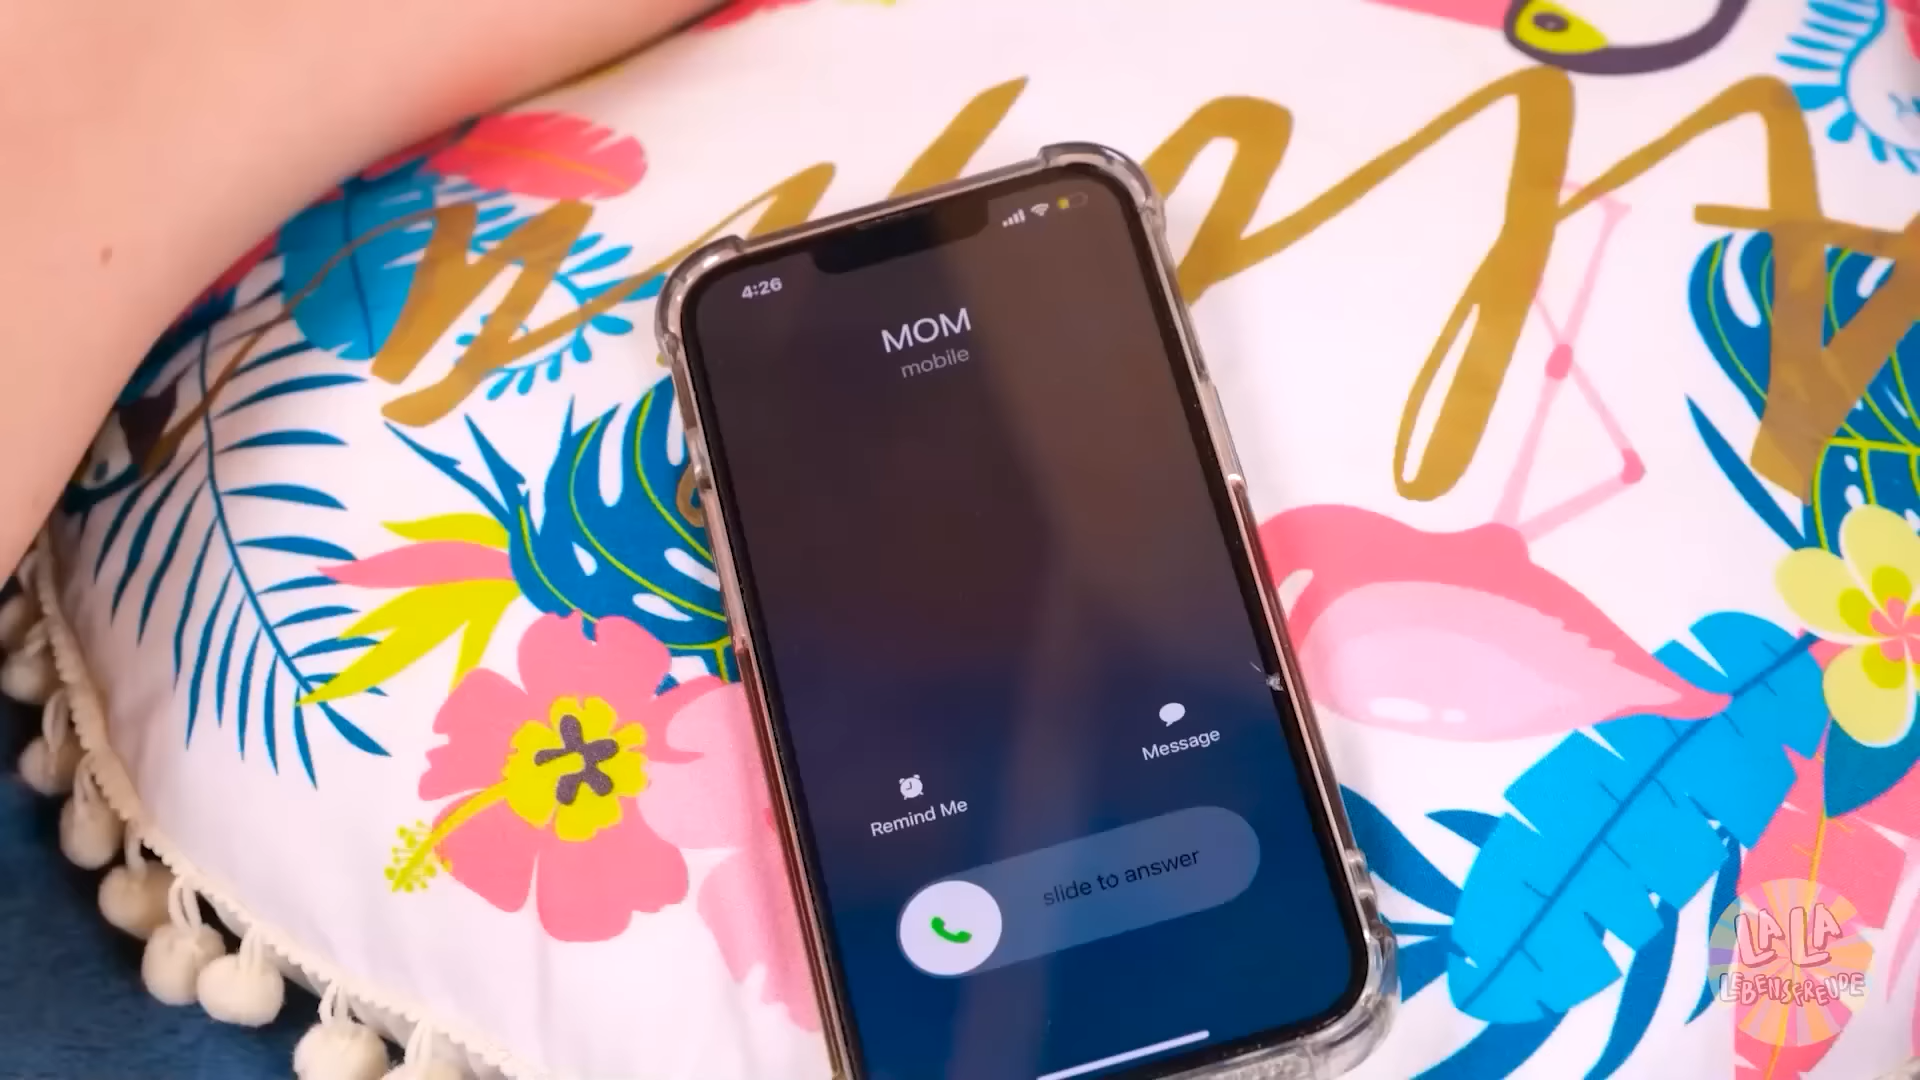 4:26
MOM
mobile
Message
Remind Me
slide to answer
LA LA
LEBENSFREUDE